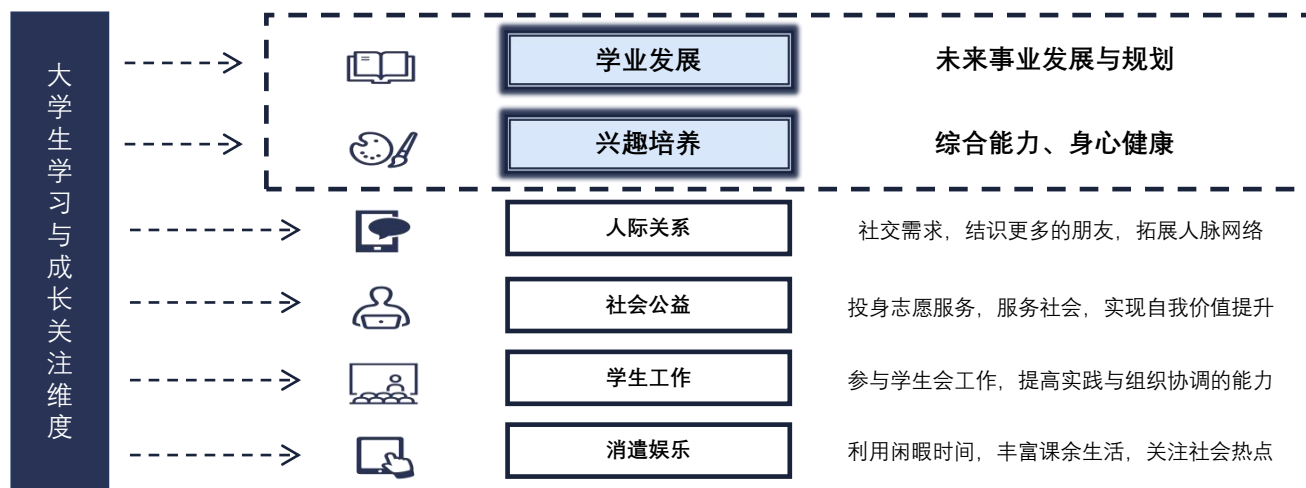 大学生学习与成长关注维度
学业发展
未来事业发展与规划
兴趣培养
综合能力、身心健康
人际关系
社交需求，结识更多的朋友，拓展人脉网络
社会公益
投身志愿服务，服务社会，实现自我价值提升
学生工作
参与学生会工作，提高实践与组织协调的能力
消遣娱乐
利用闲暇时间，丰富课余生活，关注社会热点